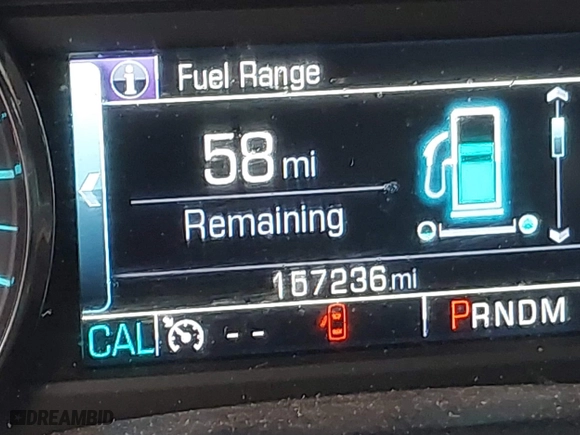 Fuel Range
58 mi
Remaining
167236 mi
CAL -- PRNDM
DREAMBID